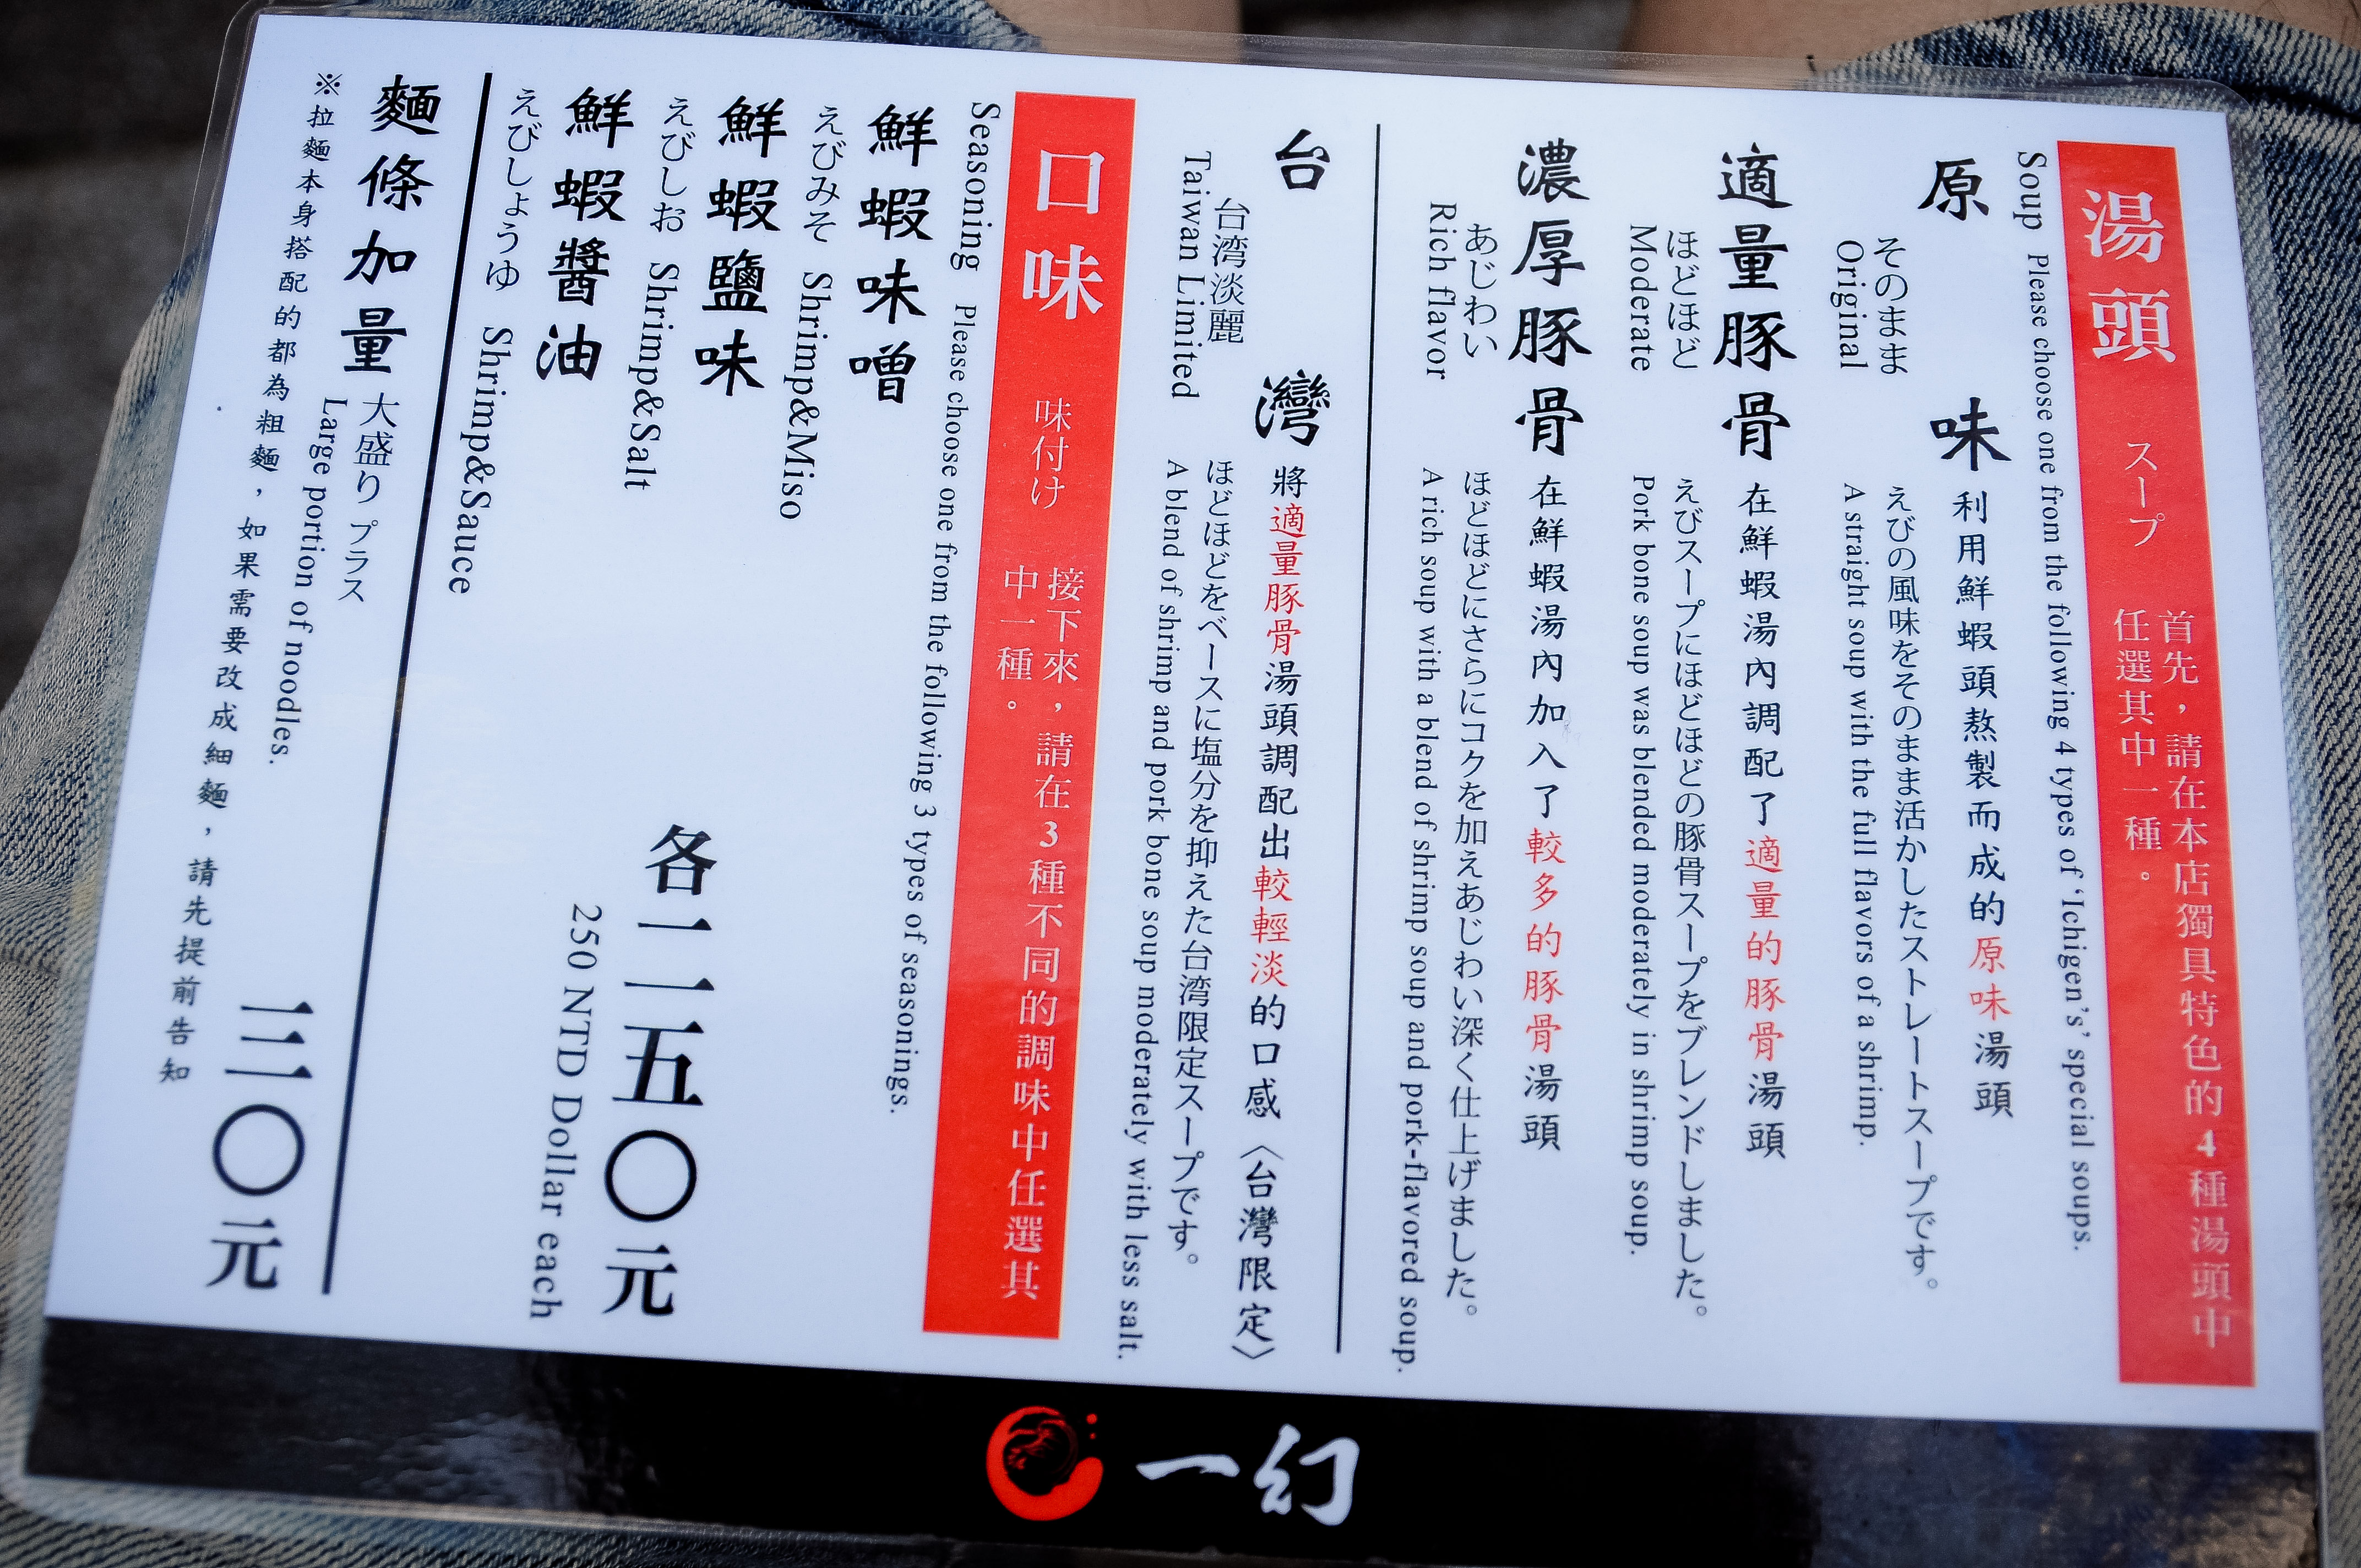 湯頭 スープ 首先，請在本店獨具特色的4種湯頭中
任選其中一種。
Soup Please choose one from the following 4 types of 'Ichigen's' special soups.
原味 利用鮮蝦頭熬製而成的原味湯頭
そのまま えびの風味をそのまま活かしたストレートスープです。
Original A straight soup with the full flavors of a shrimp.
適量豚骨 在鮮蝦湯內調配了適量的豚骨湯頭
ほどほど えびスープにほどほどの豚骨スープをブレンドしました。
Moderate Pork bone soup was blended moderately in shrimp soup.
濃厚豚骨 在鮮蝦湯內加入了較多的豚骨湯頭
あじわい ほどほどにさらにコクを加えあじわい深く仕上げました。
Rich flavor A rich soup with a blend of shrimp soup and pork-flavored soup.
台灣 將適量豚骨湯頭調配出較輕淡的口感〈台灣限定〉
台湾淡麗 ほどほどをベースに塩分を抑えた台湾限定スープです。
Taiwan Limited A blend of shrimp and pork bone soup moderately with less salt.
口味 味付け 接下來，請在3種不同的調味中任選其
中一種。
Seasoning Please choose one from the following 3 types of seasonings.
鮮蝦味噌
えびみそ Shrimp&Miso
鮮蝦鹽味
えびしお Shrimp&Salt
鮮蝦醬油
えびしょうゆ Shrimp&Sauce
各二五〇元
250 NTD Dollar each
麵條加量 大盛りプラス
Large portion of noodles.
三〇元
※拉麵本身搭配的都為粗麵，如果需要改成細麵，請先提前告知
一幻